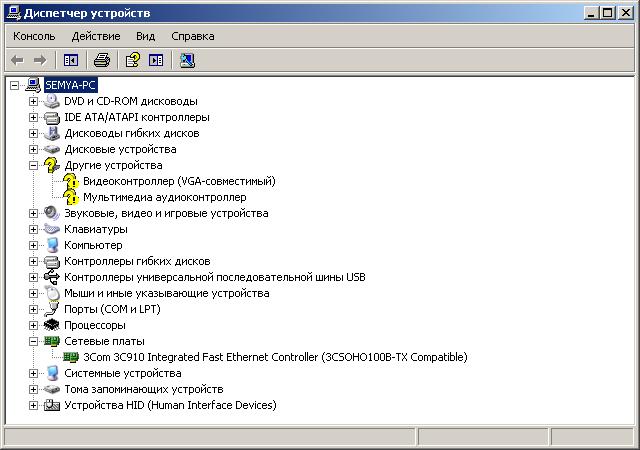 Диспетчер устройств
Консоль Действие Вид Справка
SEMYA-PC
DVD и CD-ROM дисководы
IDE ATA/ATAPI контроллеры
Дисководы гибких дисков
Дисковые устройства
Другие устройства
Видеоконтроллер (VGA-совместимый)
Мультимедиа аудиоконтроллер
Звуковые, видео и игровые устройства
Клавиатуры
Компьютер
Контроллеры гибких дисков
Контроллеры универсальной последовательной шины USB
Мыши и иные указывающие устройства
Порты (COM и LPT)
Процессоры
Сетевые платы
3Com 3C910 Integrated Fast Ethernet Controller (3CSOHO100B-TX Compatible)
Системные устройства
Тома запоминающих устройств
Устройства HID (Human Interface Devices)